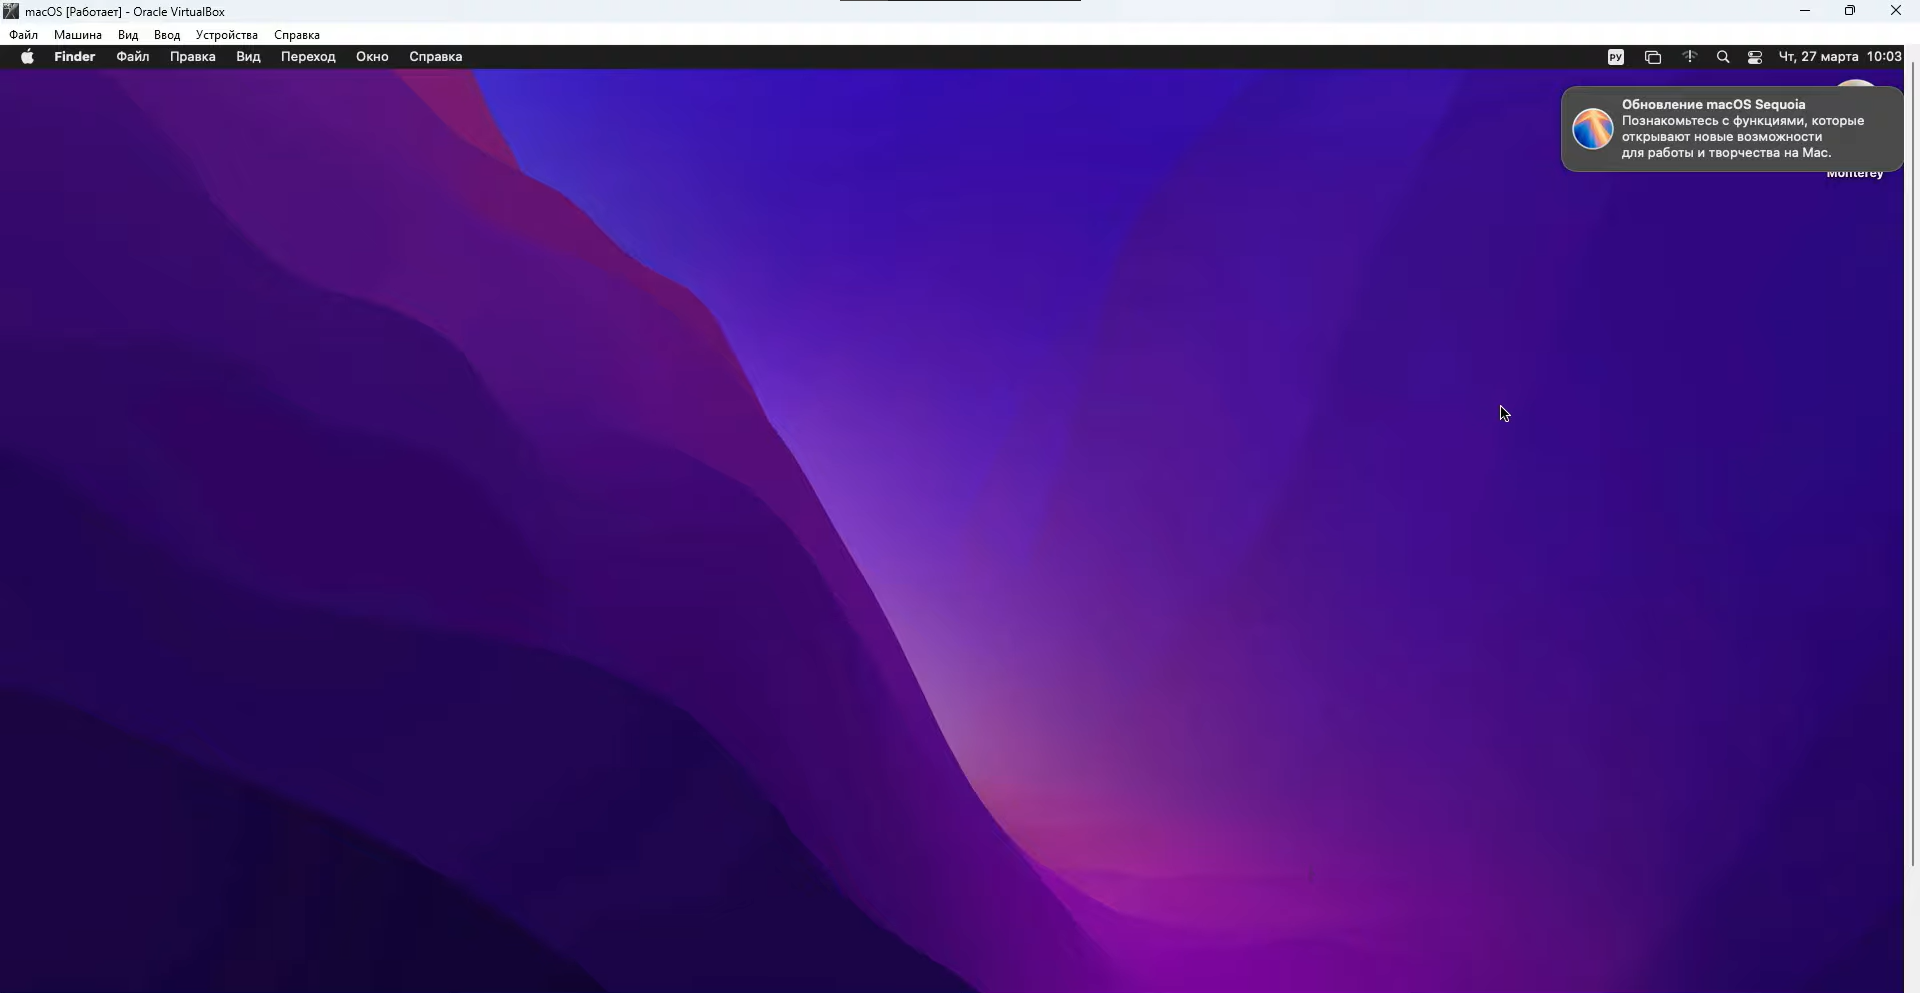 macOS [Работает] - Oracle VirtualBox
Файл Машина Вид Ввод Устройства Справка
Finder Файл Правка Вид Переход Окно Справка РУ Чт, 27 марта 10:03
Обновление macOS Sequoia
Познакомьтесь с функциями, которые
открывают новые возможности
для работы и творчества на Mac.
Monterey